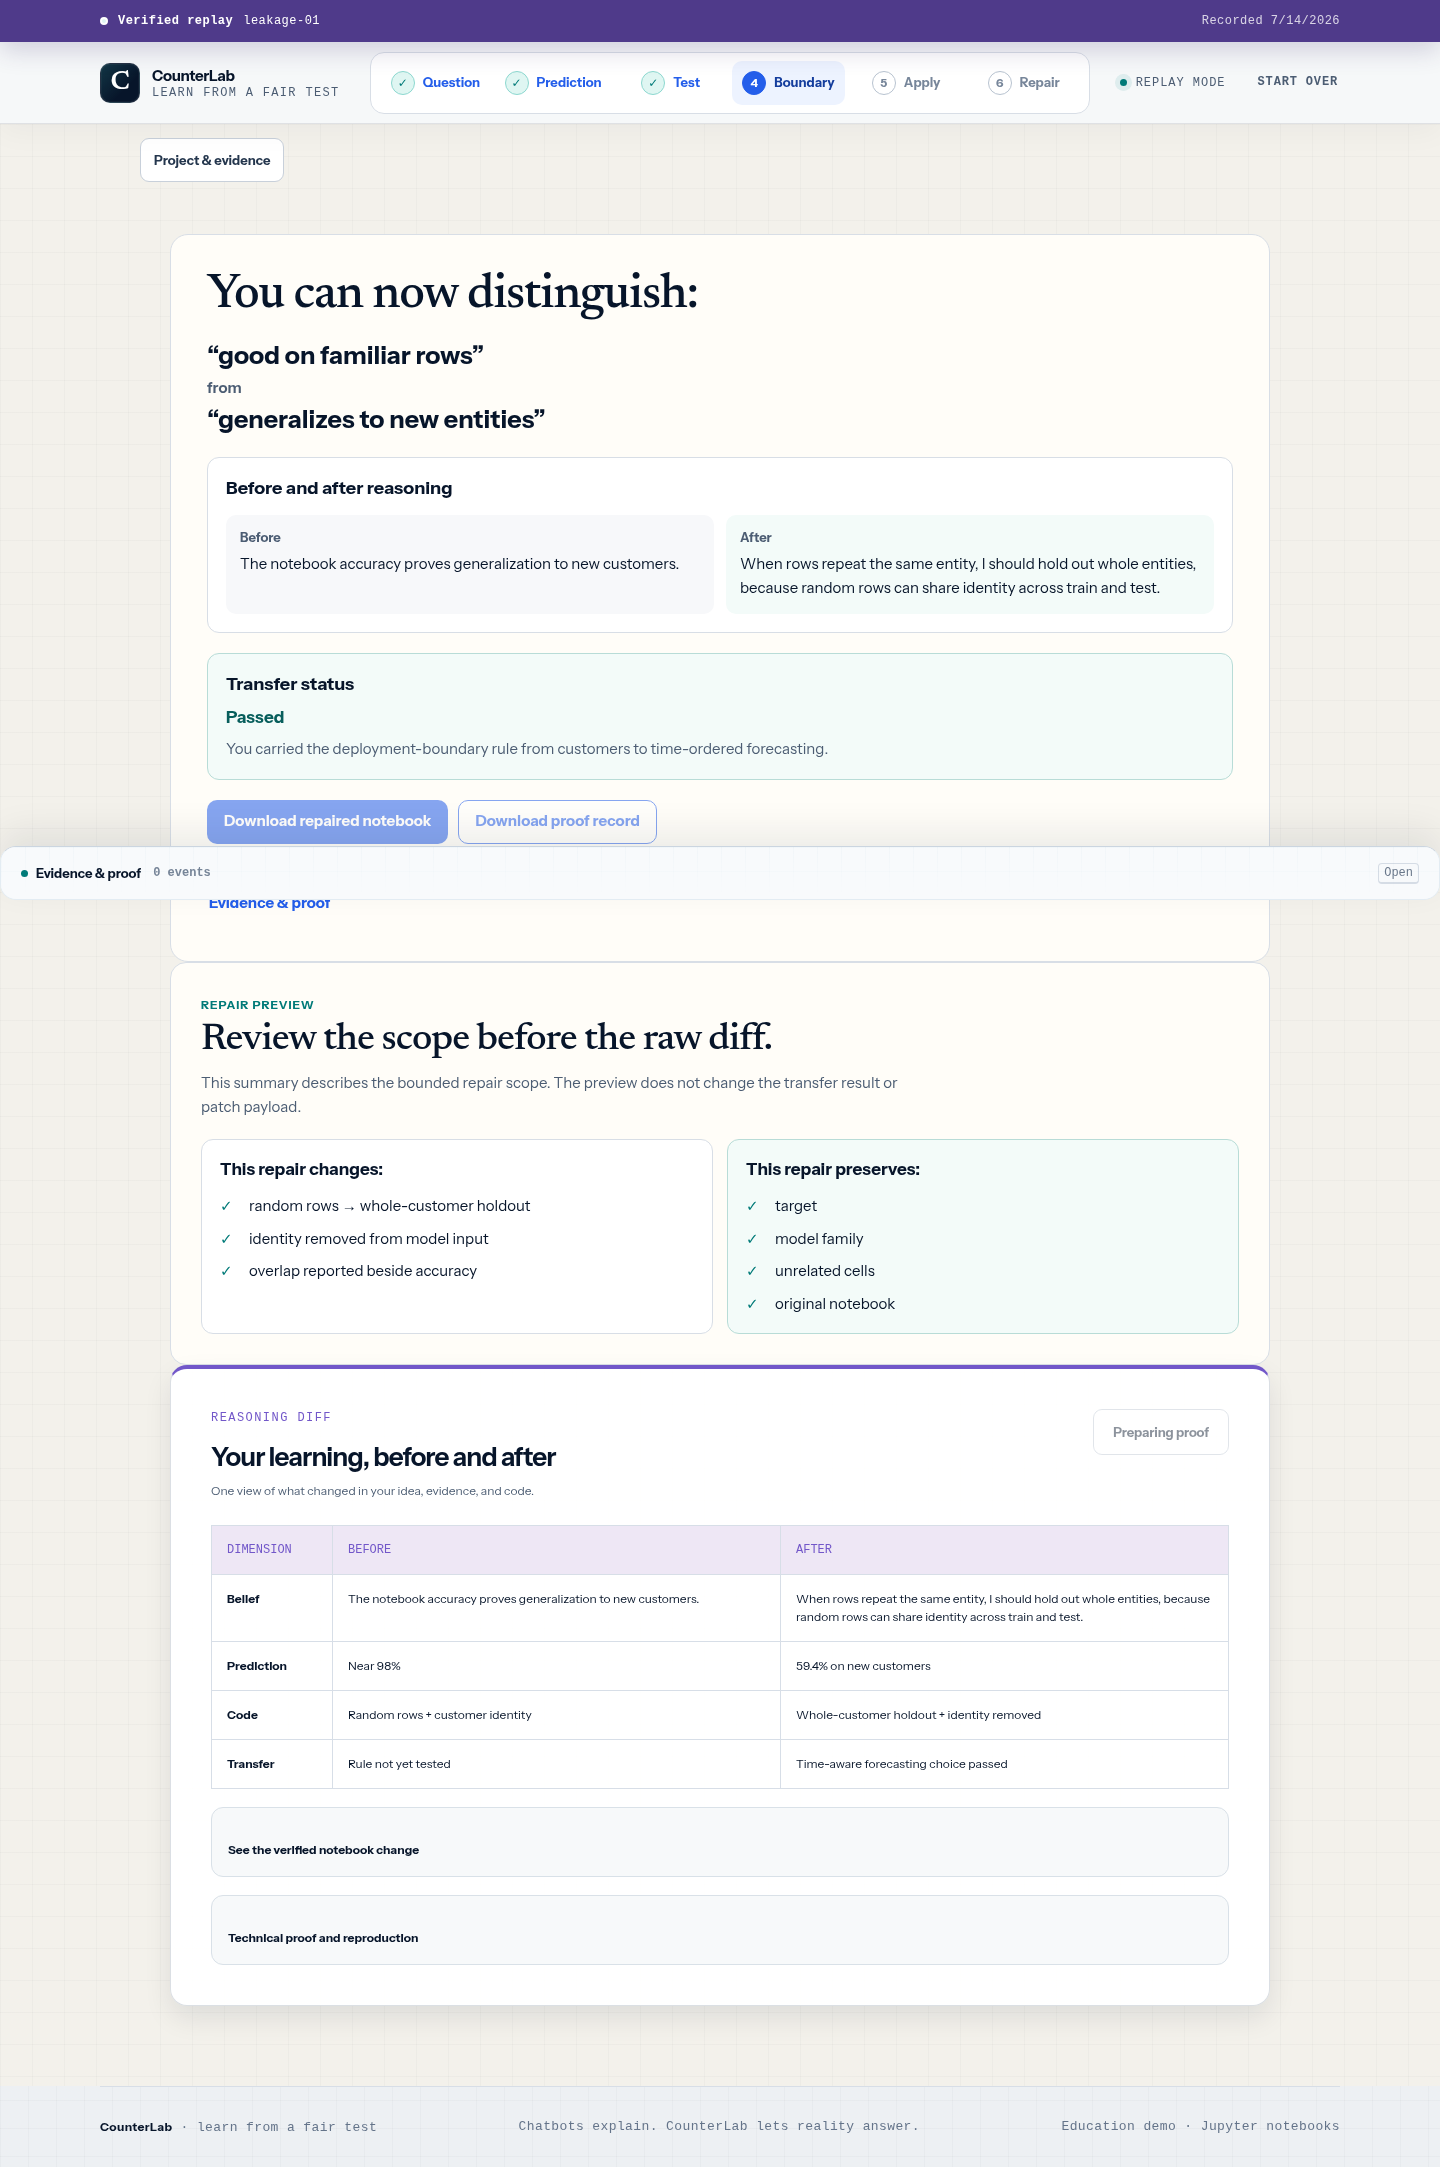 Verified replay leakage-01
Recorded 7/14/2026
C
CounterLab
LEARN FROM A FAIR TEST
✓ Question
✓ Prediction
✓ Test
4 Boundary
5 Apply
6 Repair
REPLAY MODE
START OVER
Project & evidence
You can now distinguish:
“good on familiar rows”
from
“generalizes to new entities”
Before and after reasoning
Before
The notebook accuracy proves generalization to new customers.
After
When rows repeat the same entity, I should hold out whole entities,
because random rows can share identity across train and test.
Transfer status
Passed
You carried the deployment-boundary rule from customers to time-ordered forecasting.
Download repaired notebook
Download proof record
Evidence & proof 0 events
Open
Evidence & proof
REPAIR PREVIEW
Review the scope before the raw diff.
This summary describes the bounded repair scope. The preview does not change the transfer result or
patch payload.
This repair changes:
✓ random rows → whole-customer holdout
✓ identity removed from model input
✓ overlap reported beside accuracy
This repair preserves:
✓ target
✓ model family
✓ unrelated cells
✓ original notebook
REASONING DIFF
Your learning, before and after
One view of what changed in your idea, evidence, and code.
Preparing proof
DIMENSION BEFORE AFTER
Belief
The notebook accuracy proves generalization to new customers.
When rows repeat the same entity, I should hold out whole entities, because
random rows can share identity across train and test.
Prediction Near 98% 59.4% on new customers
Code Random rows + customer identity Whole-customer holdout + identity removed
Transfer Rule not yet tested Time-aware forecasting choice passed
See the verified notebook change
Technical proof and reproduction
CounterLab · learn from a fair test
Chatbots explain. CounterLab lets reality answer.
Education demo · Jupyter notebooks